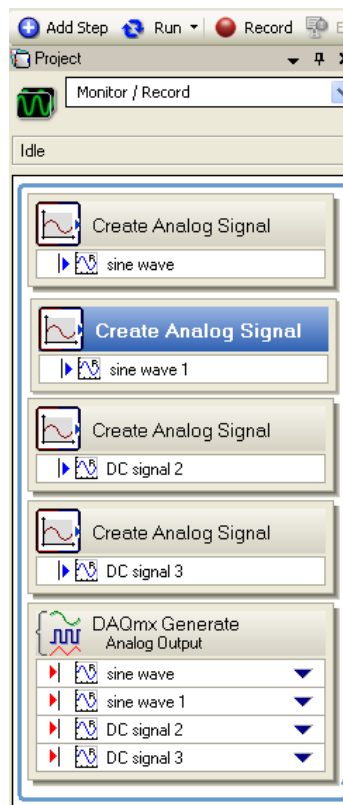 Add Step Run Record
Project
Monitor / Record
Idle
Create Analog Signal
sine wave
Create Analog Signal
sine wave 1
Create Analog Signal
DC signal 2
Create Analog Signal
DC signal 3
DAQmx Generate
Analog Output
sine wave
sine wave 1
DC signal 2
DC signal 3